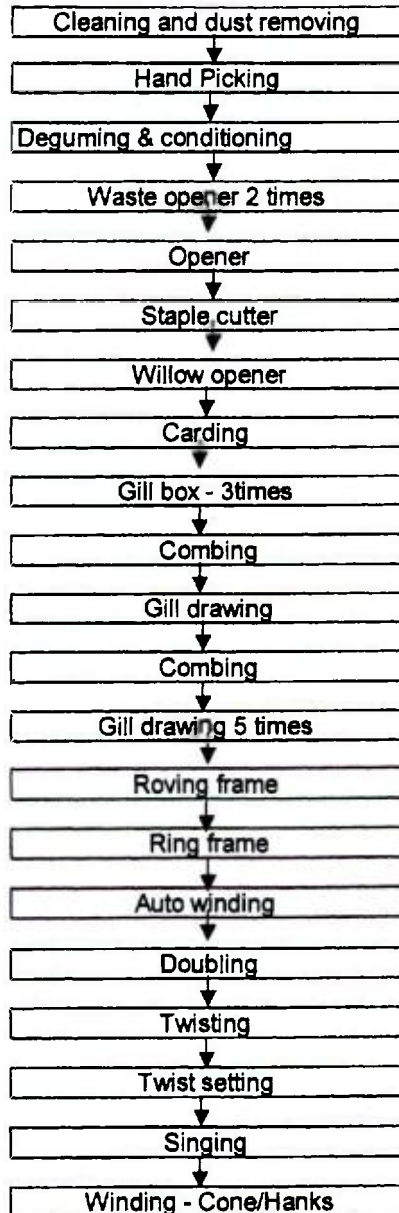 Cleaning and dust removing
Hand Picking
Deguming & conditioning
Waste opener 2 times
Opener
Staple cutter
Willow opener
Carding
Gill box - 3times
Combing
Gill drawing
Combing
Gill drawing 5 times
Roving frame
Ring frame
Auto winding
Doubling
Twisting
Twist setting
Singing
Winding - Cone/Hanks